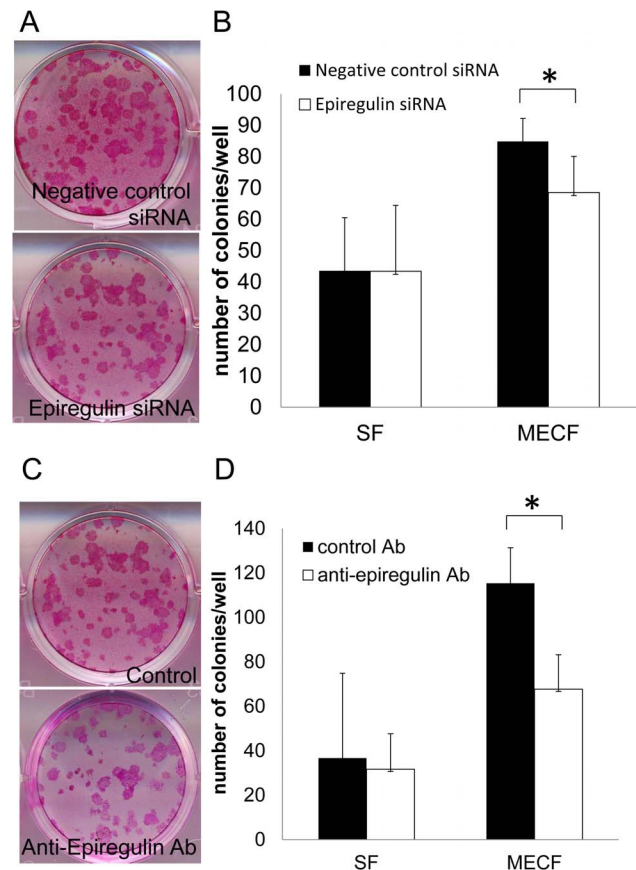 A
Negative control
siRNA
Epiregulin siRNA
B
Negative control siRNA
Epiregulin siRNA
*
number of colonies/well
100
90
80
70
60
50
40
30
20
10
0
SF
MECF
C
Control
Anti-Epiregulin Ab
D
control Ab
anti-epiregulin Ab
*
number of colonies/well
140
120
100
80
60
40
20
0
SF
MECF